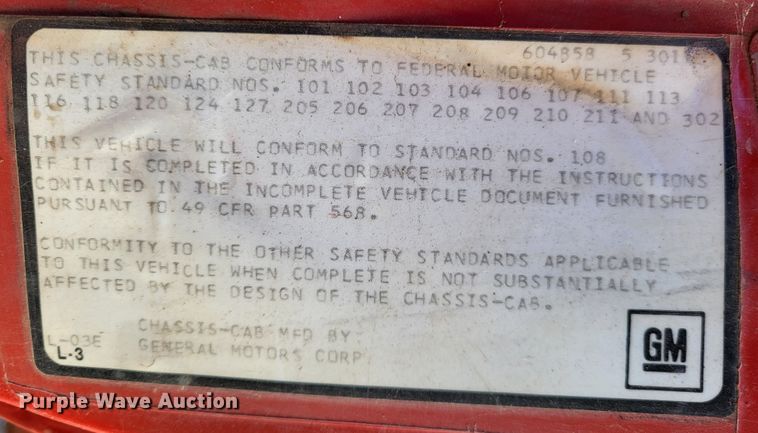 604858 5 301
THIS CHASSIS-CAB CONFORMS TO FEDERAL MOTOR VEHICLE
SAFETY STANDARD NOS. 101 102 103 104 106 107 111 113
116 118 120 124 127 205 206 207 208 209 210 211 AND 302
THIS VEHICLE WILL CONFORM TO STANDARD NOS. 108
IF IT IS COMPLETED IN ACCORDANCE WITH THE INSTRUCTIONS
CONTAINED IN THE INCOMPLETE VEHICLE DOCUMENT FURNISHED
PURSUANT TO 49 CFR PART 568.
CONFORMITY TO THE OTHER SAFETY STANDARDS APPLICABLE
TO THIS VEHICLE WHEN COMPLETE IS NOT SUBSTANTIALLY
AFFECTED BY THE DESIGN OF THE CHASSIS-CAB.
CHASSIS-CAB MFD BY
GENERAL MOTORS CORP
L-03E
L-3
GM
Purple Wave Auction